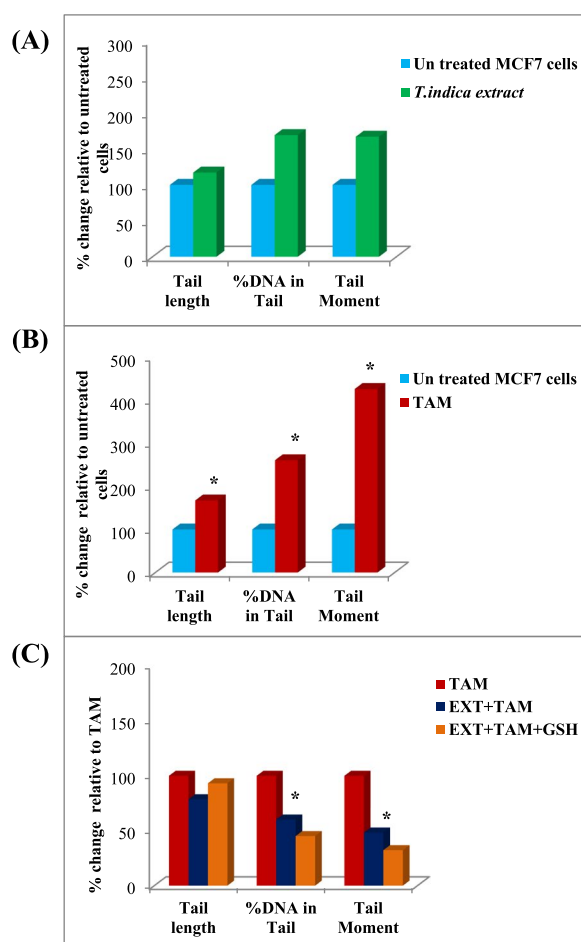 (A)
300
250
200
150
100
50
0
% change relative to untreated
cells
Un treated MCF7 cells
T.indica extract
Tail
length
%DNA in
Tail
Tail
Moment
(B)
500
400
300
200
100
0
% change relative to untreated
cells
Un treated MCF7 cells
TAM
*
*
*
Tail
length
%DNA
in Tail
Tail
Moment
(C)
200
150
100
50
0
% change relative to TAM
TAM
EXT+TAM
EXT+TAM+GSH
*
*
Tail
length
%DNA in
Tail
Tail
Moment